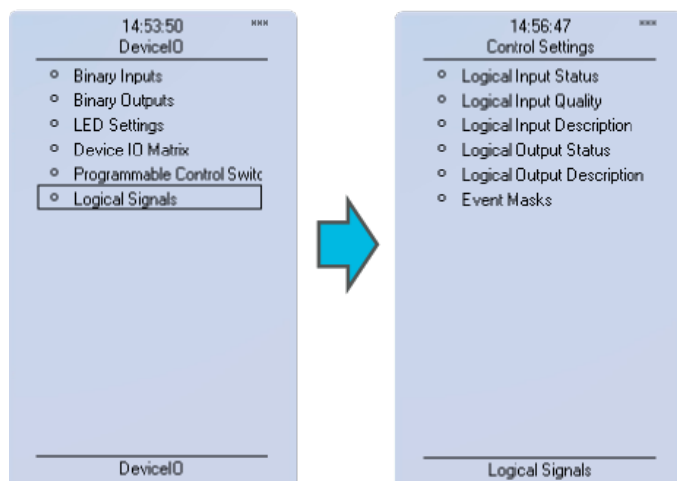 14:53:50
DeviceIO
Binary Inputs
Binary Outputs
LED Settings
Device IO Matrix
Programmable Control Switc
Logical Signals
DeviceIO
14:56:47
Control Settings
Logical Input Status
Logical Input Quality
Logical Input Description
Logical Output Status
Logical Output Description
Event Masks
Logical Signals